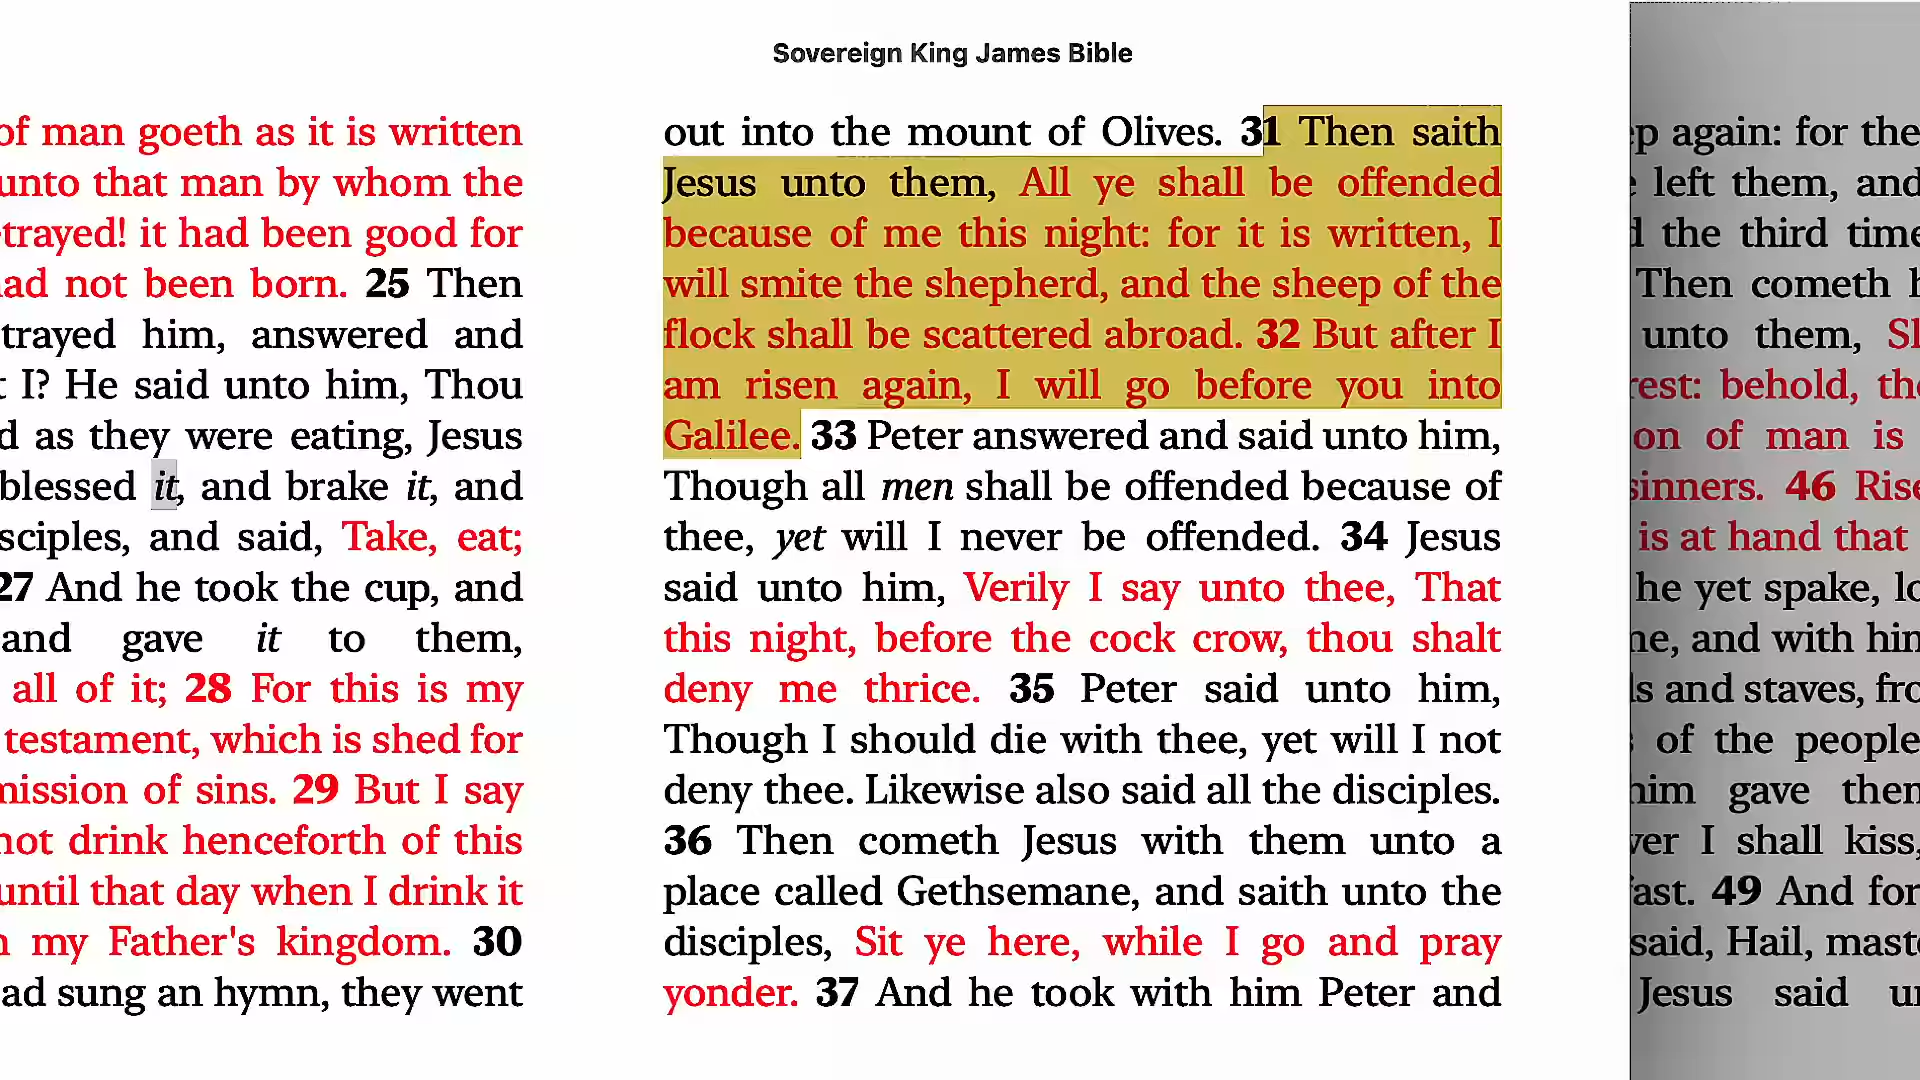 Sovereign King James Bible
of man goeth as it is written
unto that man by whom the
trayed! it had been good for
had not been born. 25 Then
trayed him, answered and
I? He said unto him, Thou
as they were eating, Jesus
blessed it, and brake it, and
sciples, and said, Take, eat;
27 And he took the cup, and
and gave it to them,
all of it; 28 For this is my
testament, which is shed for
mission of sins. 29 But I say
not drink henceforth of this
until that day when I drink it
my Father's kingdom. 30
ad sung an hymn, they went
out into the mount of Olives. 31 Then saith
Jesus unto them, All ye shall be offended
because of me this night: for it is written, I
will smite the shepherd, and the sheep of the
flock shall be scattered abroad. 32 But after I
am risen again, I will go before you into
Galilee. 33 Peter answered and said unto him,
Though all men shall be offended because of
thee, yet will I never be offended. 34 Jesus
said unto him, Verily I say unto thee, That
this night, before the cock crow, thou shalt
deny me thrice. 35 Peter said unto him,
Though I should die with thee, yet will I not
deny thee. Likewise also said all the disciples.
36 Then cometh Jesus with them unto a
place called Gethsemane, and saith unto the
disciples, Sit ye here, while I go and pray
yonder. 37 And he took with him Peter and
ep again: for the
left them, and
the third time
Then cometh h
unto them, Sl
rest: behold, the
on of man is
sinners. 46 Rise
is at hand that
he yet spake, lo
ne, and with him
ls and staves, fro
of the people
him gave them
ver I shall kiss,
fast. 49 And for
said, Hail, maste
Jesus said un